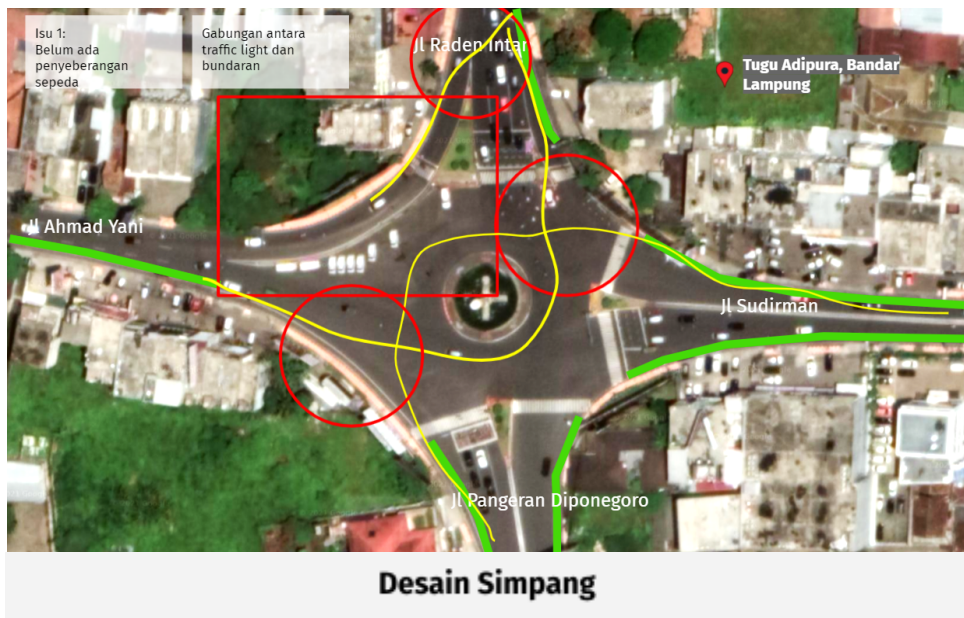 Isu 1:
Belum ada
penyeberangan
sepeda
Gabungan antara
traffic light dan
bundaran
Jl Raden Intan
Tugu Adipura, Bandar
Lampung
Jl Ahmad Yani
Jl Sudirman
Jl Pangeran Diponegoro
Desain Simpang